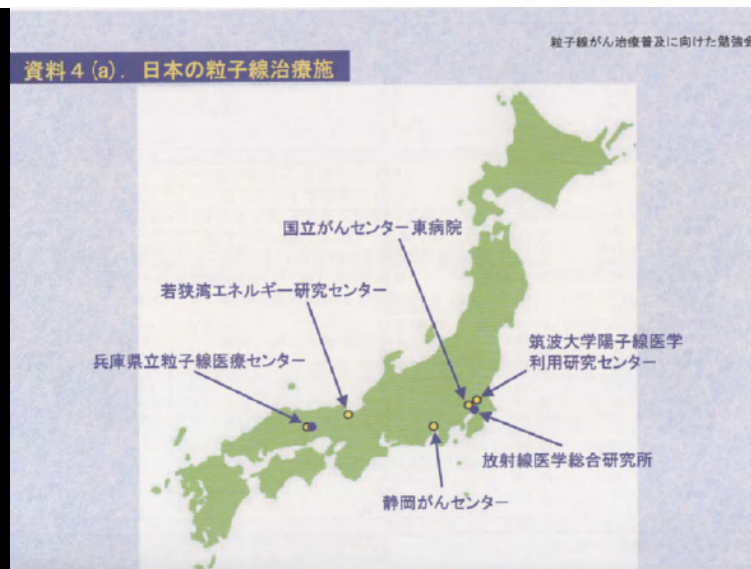 粒子線がん治療普及に向けた勉強会
資料4(a). 日本の粒子線治療施
国立がんセンター東病院
若狭湾エネルギー研究センター
筑波大学陽子線医学
利用研究センター
兵庫県立粒子線医療センター
放射線医学総合研究所
静岡がんセンター